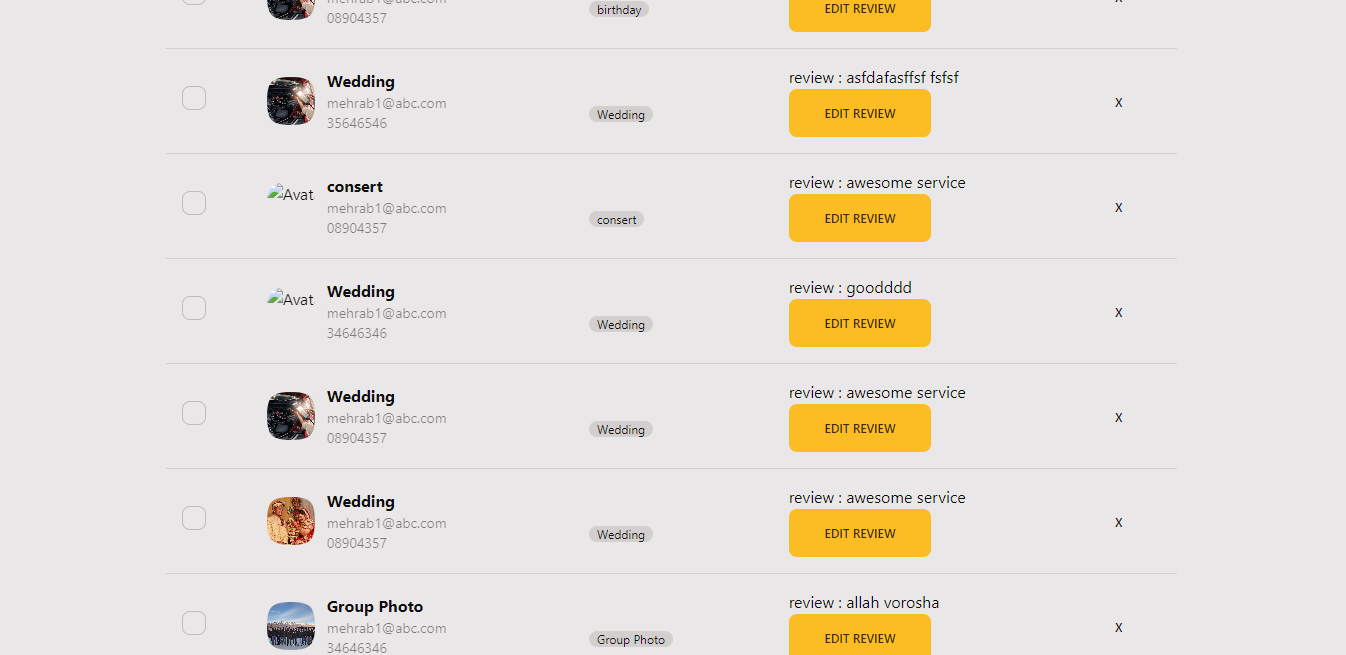 mehrab1@abc.com
08904357
birthday
EDIT REVIEW
x
Wedding
mehrab1@abc.com
35646546
Wedding
review : asfdafasffsf fsfsf
EDIT REVIEW
x
Avat
consert
mehrab1@abc.com
08904357
consert
review : awesome service
EDIT REVIEW
x
Avat
Wedding
mehrab1@abc.com
34646346
Wedding
review : goodddd
EDIT REVIEW
x
Wedding
mehrab1@abc.com
08904357
Wedding
review : awesome service
EDIT REVIEW
x
Wedding
mehrab1@abc.com
08904357
Wedding
review : awesome service
EDIT REVIEW
x
Group Photo
mehrab1@abc.com
34646346
Group Photo
review : allah vorosha
EDIT REVIEW
x